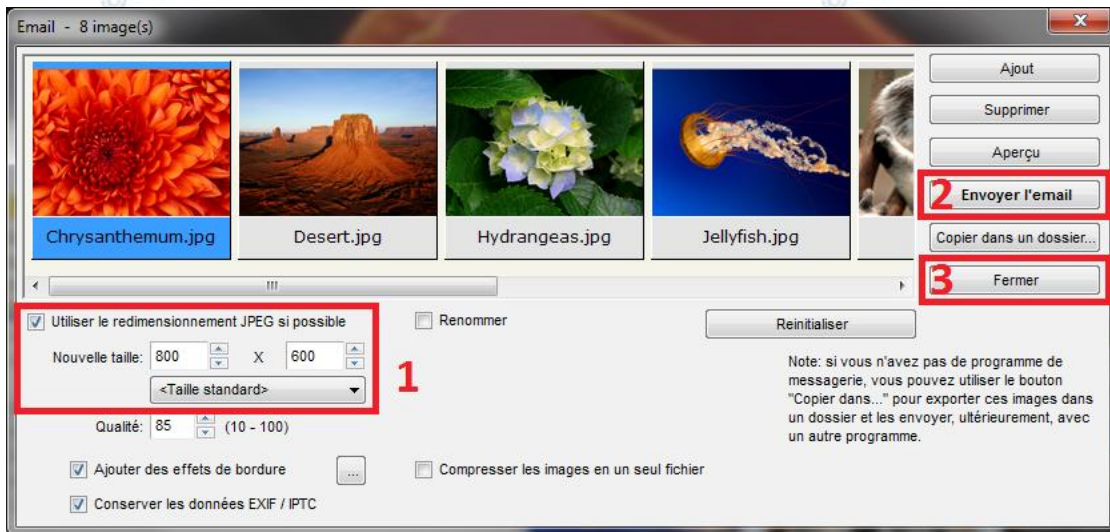 Email - 8 image(s)
Chrysanthemum.jpg
Desert.jpg
Hydrangeas.jpg
Jellyfish.jpg
Ajout
Supprimer
Aperçu
2
Envoyer l'email
Copier dans un dossier...
3
Fermer
Utiliser le redimensionnement JPEG si possible
Nouvelle taille: 800 X 600
<Taille standard>
1
Qualité: 85 (10 - 100)
Ajouter des effets de bordure ...
Conserver les données EXIF / IPTC
Renommer
Compresser les images en un seul fichier
Reinitialiser
Note: si vous n'avez pas de programme de
messagerie, vous pouvez utiliser le bouton
"Copier dans..." pour exporter ces images dans
un dossier et les envoyer, ultérieurement, avec
un autre programme.